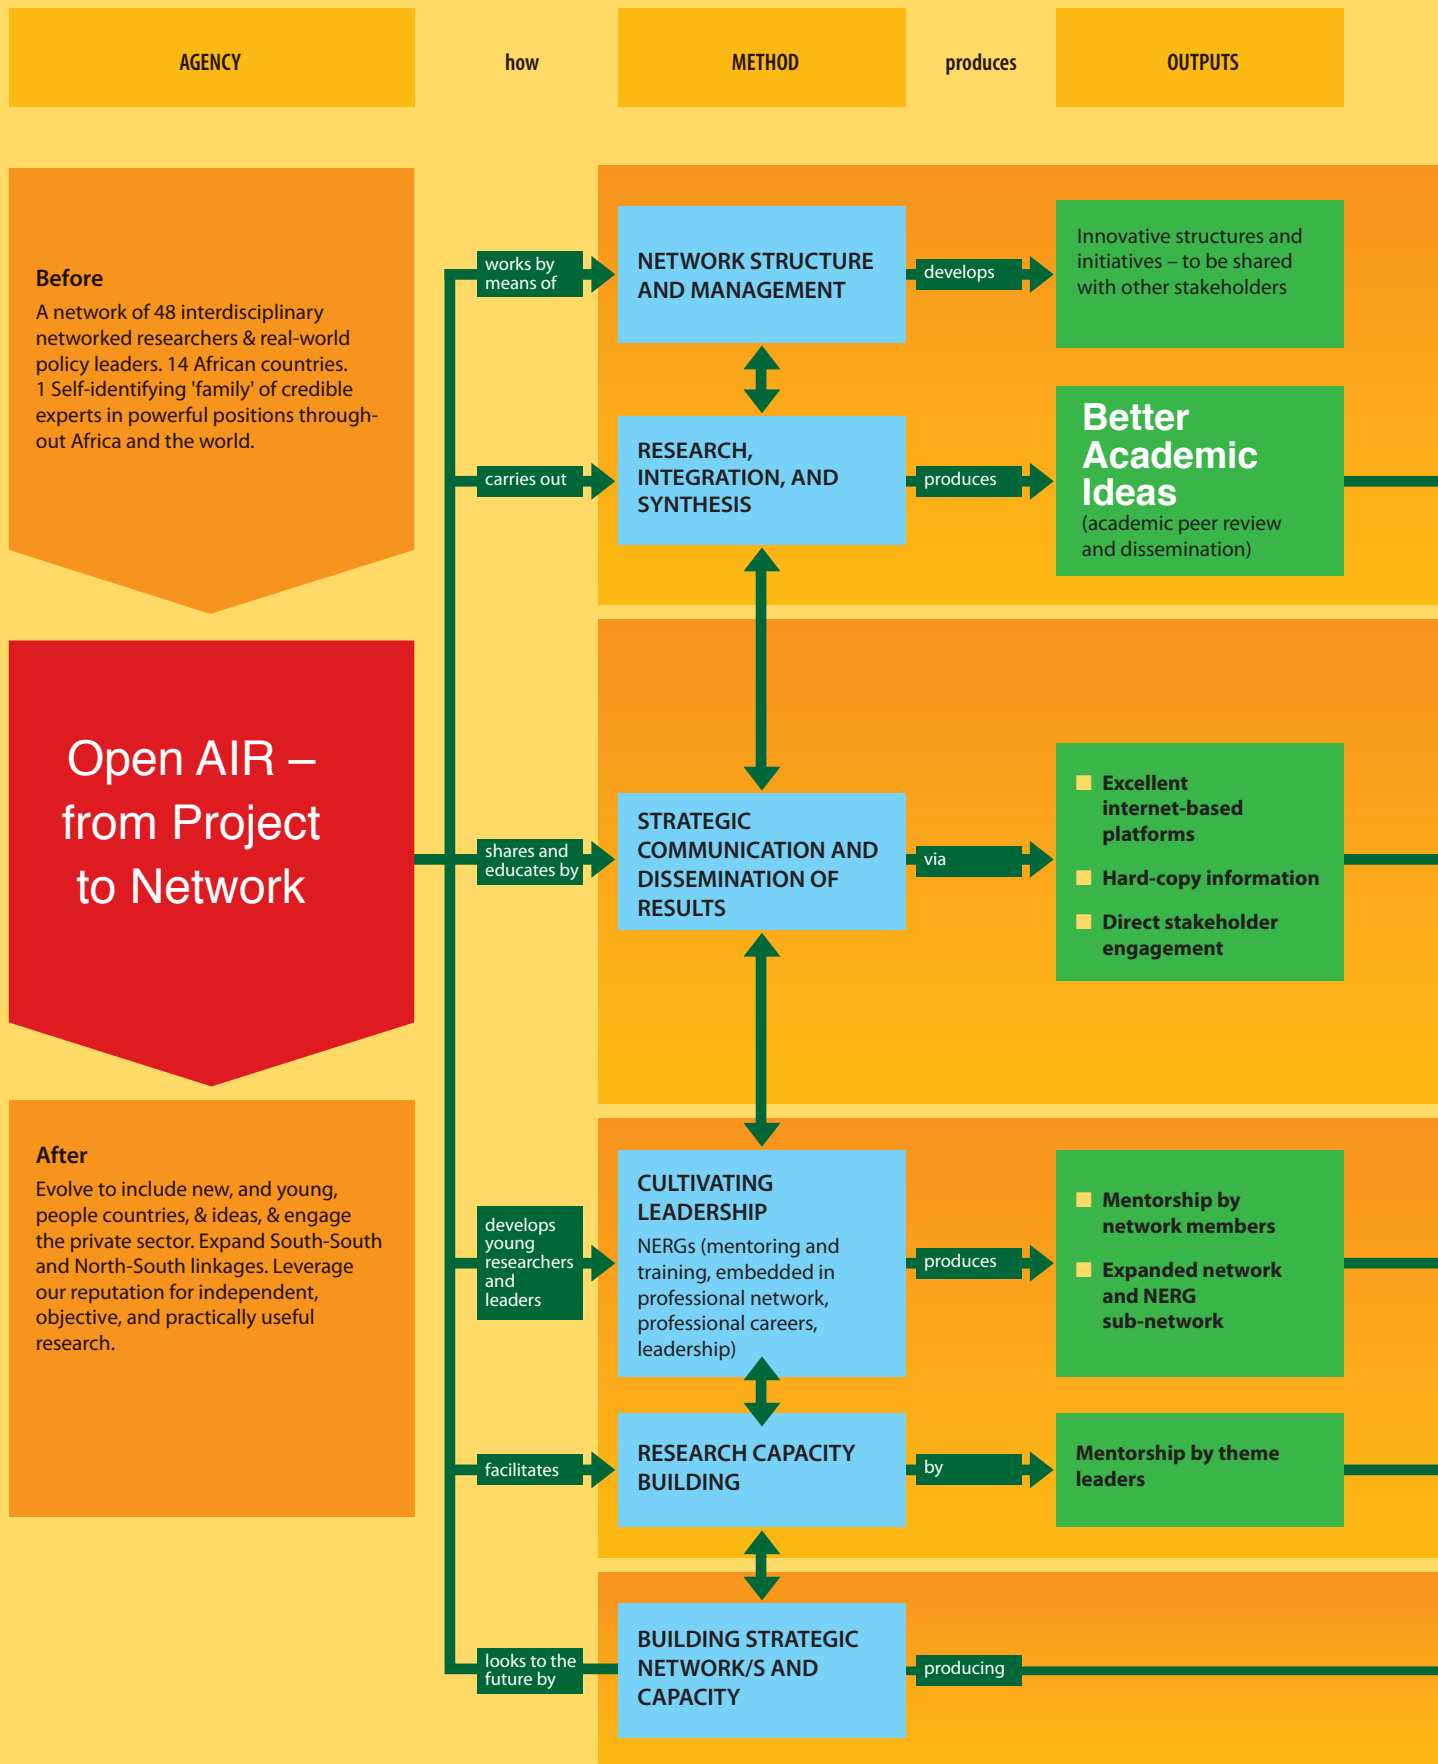 AGENCY
how
METHOD
produces
OUTPUTS
Before
A network of 48 interdisciplinary
networked researchers & real-world
policy leaders. 14 African countries.
1 Self-identifying 'family' of credible
experts in powerful positions through-
out Africa and the world.
Open AIR –
from Project
to Network
After
Evolve to include new, and young,
people countries, & ideas, & engage
the private sector. Expand South-South
and North-South linkages. Leverage
our reputation for independent,
objective, and practically useful
research.
works by
means of
NETWORK STRUCTURE
AND MANAGEMENT
develops
Innovative structures and
initiatives – to be shared
with other stakeholders
carries out
RESEARCH,
INTEGRATION, AND
SYNTHESIS
produces
Better
Academic
Ideas
(academic peer review
and dissemination)
shares and
educates by
STRATEGIC
COMMUNICATION AND
DISSEMINATION OF
RESULTS
via
Excellent
internet-based
platforms
Hard-copy information
Direct stakeholder
engagement
develops
young
researchers
and
leaders
CULTIVATING
LEADERSHIP
NERGs (mentoring and
training, embedded in
professional network,
professional careers,
leadership)
produces
Mentorship by
network members
Expanded network
and NERG
sub-network
facilitates
RESEARCH CAPACITY
BUILDING
by
Mentorship by theme
leaders
looks to the
future by
BUILDING STRATEGIC
NETWORK/S AND
CAPACITY
producing